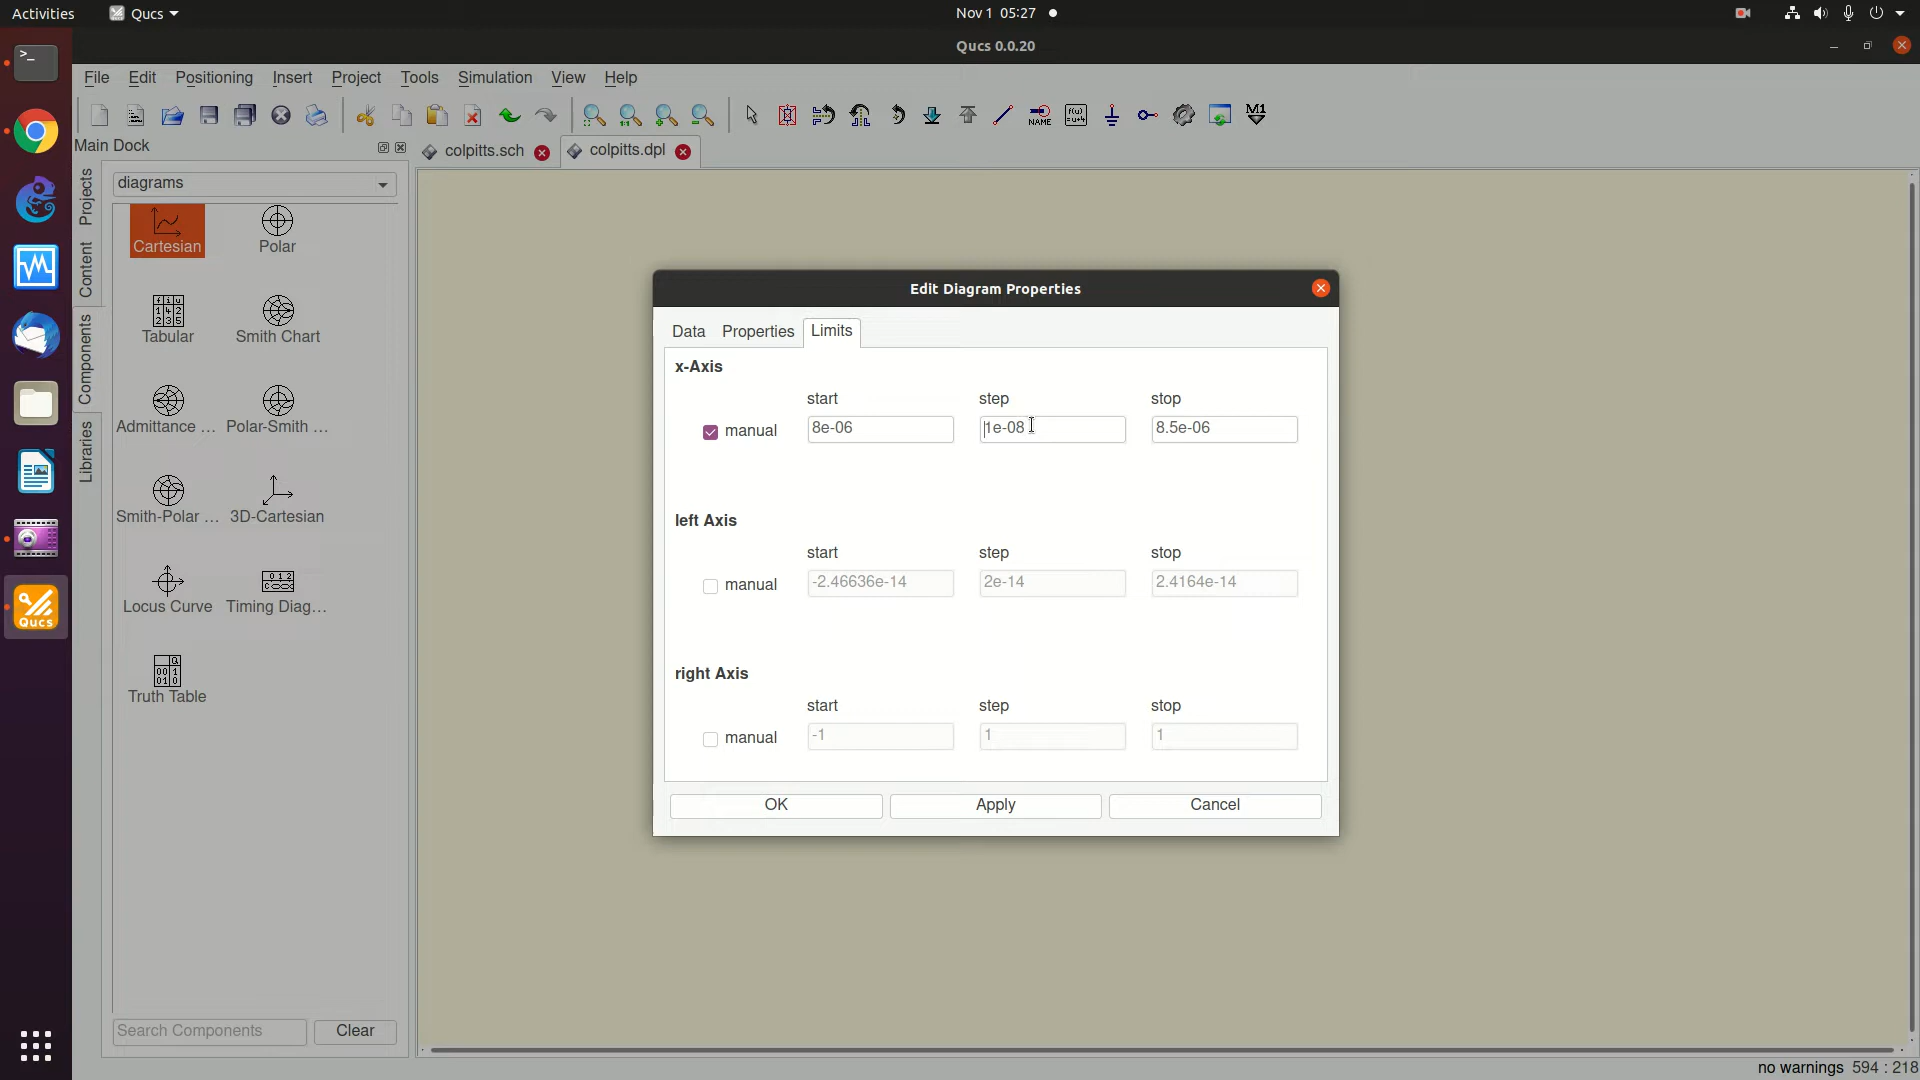 Activities
Qucs
Nov 1 05:27
Qucs 0.0.20
File Edit Positioning Insert Project Tools Simulation View Help
NAME
M1
Main Dock
colpitts.sch
colpitts.dpl
Projects
Content
Components
Libraries
diagrams
Cartesian
Polar
Tabular
Smith Chart
Admittance ...
Polar-Smith ...
Smith-Polar ...
3D-Cartesian
Locus Curve
Timing Diag...
Truth Table
Search Components
Clear
Qucs
Edit Diagram Properties
Data Properties Limits
x-Axis
start step stop
manual 8e-06 1e-08 8.5e-06
left Axis
start step stop
manual -2.46636e-14 2e-14 2.4164e-14
right Axis
start step stop
manual -1 1 1
OK Apply Cancel
no warnings 594 : 218